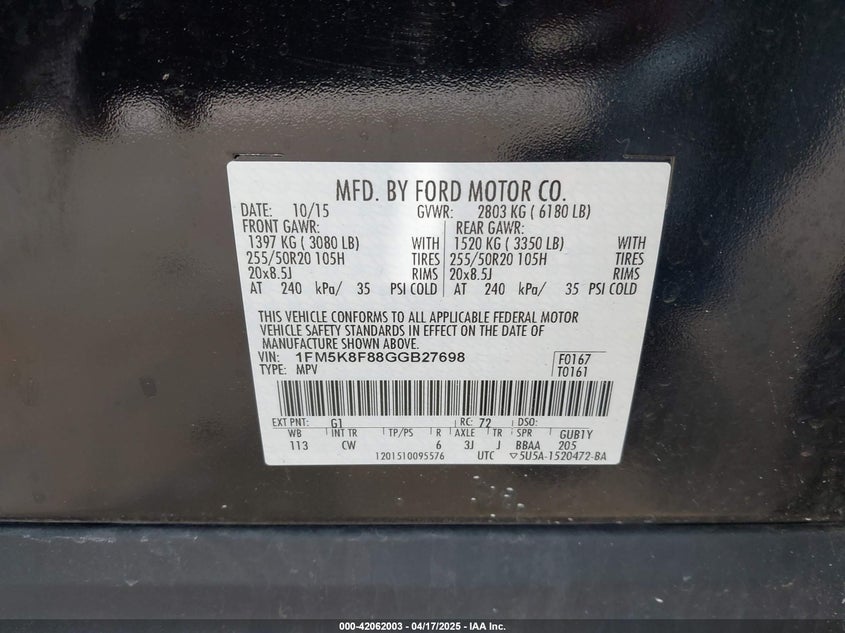 MFD. BY FORD MOTOR CO.
DATE: 10/15 GVWR: 2803 KG ( 6180 LB)
FRONT GAWR: REAR GAWR:
1397 KG ( 3080 LB) WITH 1520 KG ( 3350 LB) WITH
255/50R20 105H TIRES 255/50R20 105H TIRES
20x8.5J RIMS 20x8.5J RIMS
AT 240 kPa/ 35 PSI COLD AT 240 kPa/ 35 PSI COLD
THIS VEHICLE CONFORMS TO ALL APPLICABLE FEDERAL MOTOR
VEHICLE SAFETY STANDARDS IN EFFECT ON THE DATE OF
MANUFACTURE SHOWN ABOVE.
VIN: 1FM5K8F88GGB27698 F0167
TYPE: MPV T0161
EXT PNT: G1 RC: 72 DSO:
WB INT TR TP/PS R AXLE TR SPR GUB1Y
113 CW 6 3J J BBAA 205
1201510095576 UTC ▽5U5A-1520472-BA
000-42062003 - 04/17/2025 - IAA Inc.